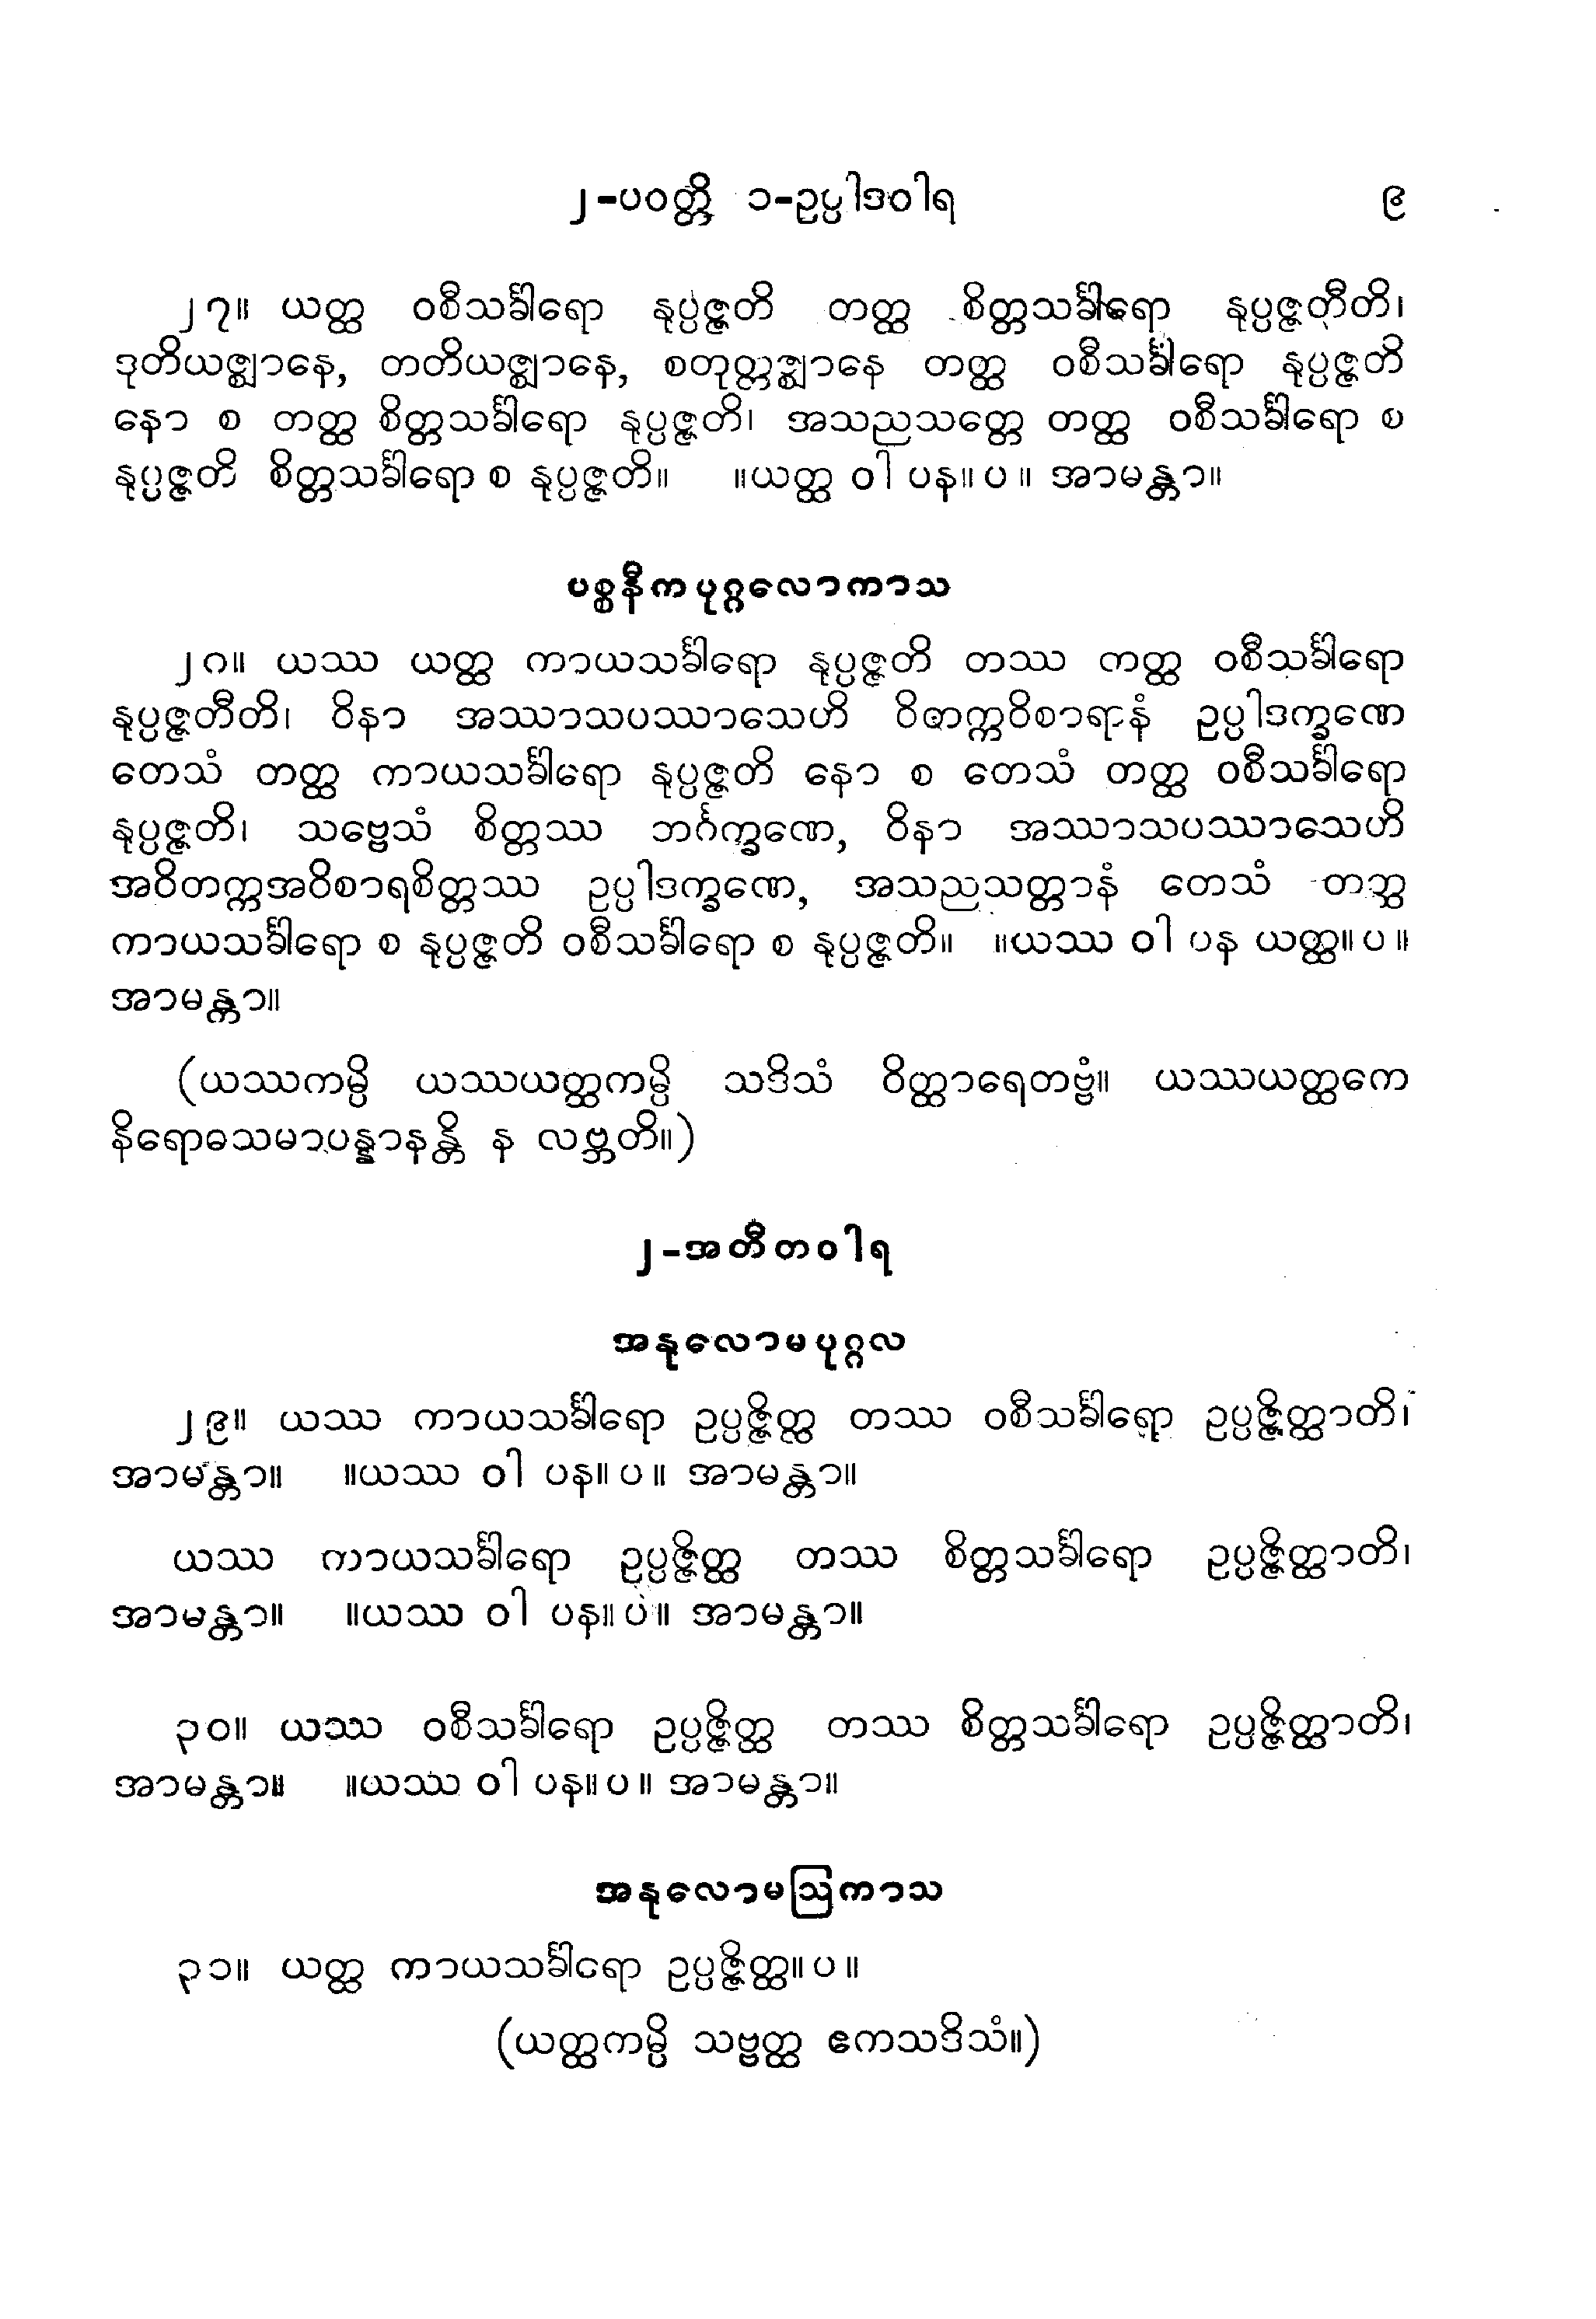 ၂-ပဝတ္တိ ၁-ဥပ္ပါဒဝါရ ၉
၂၇။ ယတ္ထ ဝစီသင်္ခါရော နုပ္ပဇ္ဇတိ တတ္ထ စိတ္တသင်္ခါရော နုပ္ပဇ္ဇတီတိ၊
ဒုတိယဇ္ဈာနေ, တတိယဇ္ဈာနေ, စတုတ္ထဇ္ဈာနေ တတ္ထ ဝစီသင်္ခါရော နုပ္ပဇ္ဇတိ
နော စ တတ္ထ စိတ္တသင်္ခါရော နုပ္ပဇ္ဇတိ၊ အသညသတ္တေ တတ္ထ ဝစီသင်္ခါရော စ
နုပ္ပဇ္ဇတိ စိတ္တသင်္ခါရော စ နုပ္ပဇ္ဇတိ။ ။ယတ္ထ ဝါ ပန။ ပ ။ အာမန္တာ။
ပစ္စနီကပုဂ္ဂလောကာသ
၂၈။ ယဿ ယတ္ထ ကာယသင်္ခါရော နုပ္ပဇ္ဇတိ တဿ တတ္ထ ဝစီသင်္ခါရော
နုပ္ပဇ္ဇတီတိ၊ ဝိနာ အဿာသပဿာသေဟိ ဝိတက္ကဝိစာရာနံ ဥပ္ပါဒက္ခဏေ
တေသံ တတ္ထ ကာယသင်္ခါရော နုပ္ပဇ္ဇတိ နော စ တေသံ တတ္ထ ဝစီသင်္ခါရော
နုပ္ပဇ္ဇတိ၊ သဗ္ဗေသံ စိတ္တဿ ဘင်္ဂက္ခဏေ, ဝိနာ အဿာသပဿာသေဟိ
အဝိတက္ကအဝိစာရစိတ္တဿ ဥပ္ပါဒက္ခဏေ, အသညသတ္တာနံ တေသံ တတ္ထ
ကာယသင်္ခါရော စ နုပ္ပဇ္ဇတိ ဝစီသင်္ခါရော စ နုပ္ပဇ္ဇတိ။ ။ယဿ ဝါ ပန ယတ္ထ။ ပ ။
အာမန္တာ။
(ယဿကမ္ပိ ယဿယတ္ထကမ္ပိ သဒိသံ ဝိတ္ထာရေတဗ္ဗံ။ ယဿယတ္ထကေ
နိရောဓသမာပန္နာနန္တိ န လဗ္ဘတိ။)
၂-အတီတဝါရ
အနုလောမပုဂ္ဂလ
၂၉။ ယဿ ကာယသင်္ခါရော ဥပ္ပဇ္ဇိတ္ထ တဿ ဝစီသင်္ခါရော ဥပ္ပဇ္ဇိတ္ထာတိ၊
အာမန္တာ။ ။ယဿ ဝါ ပန။ ပ ။ အာမန္တာ။
ယဿ ကာယသင်္ခါရော ဥပ္ပဇ္ဇိတ္ထ တဿ စိတ္တသင်္ခါရော ဥပ္ပဇ္ဇိတ္ထာတိ၊
အာမန္တာ။ ။ယဿ ဝါ ပန။ ပ ။ အာမန္တာ။
၃၀။ ယဿ ဝစီသင်္ခါရော ဥပ္ပဇ္ဇိတ္ထ တဿ စိတ္တသင်္ခါရော ဥပ္ပဇ္ဇိတ္ထာတိ၊
အာမန္တာ။ ။ယဿ ဝါ ပန။ ပ ။ အာမန္တာ။
အနုလောမဩကာသ
၃၁။ ယတ္ထ ကာယသင်္ခါရော ဥပ္ပဇ္ဇိတ္ထ။ ပ ။
(ယတ္ထကမ္ပိ သဗ္ဗတ္ထ ဧကသဒိသံ။)